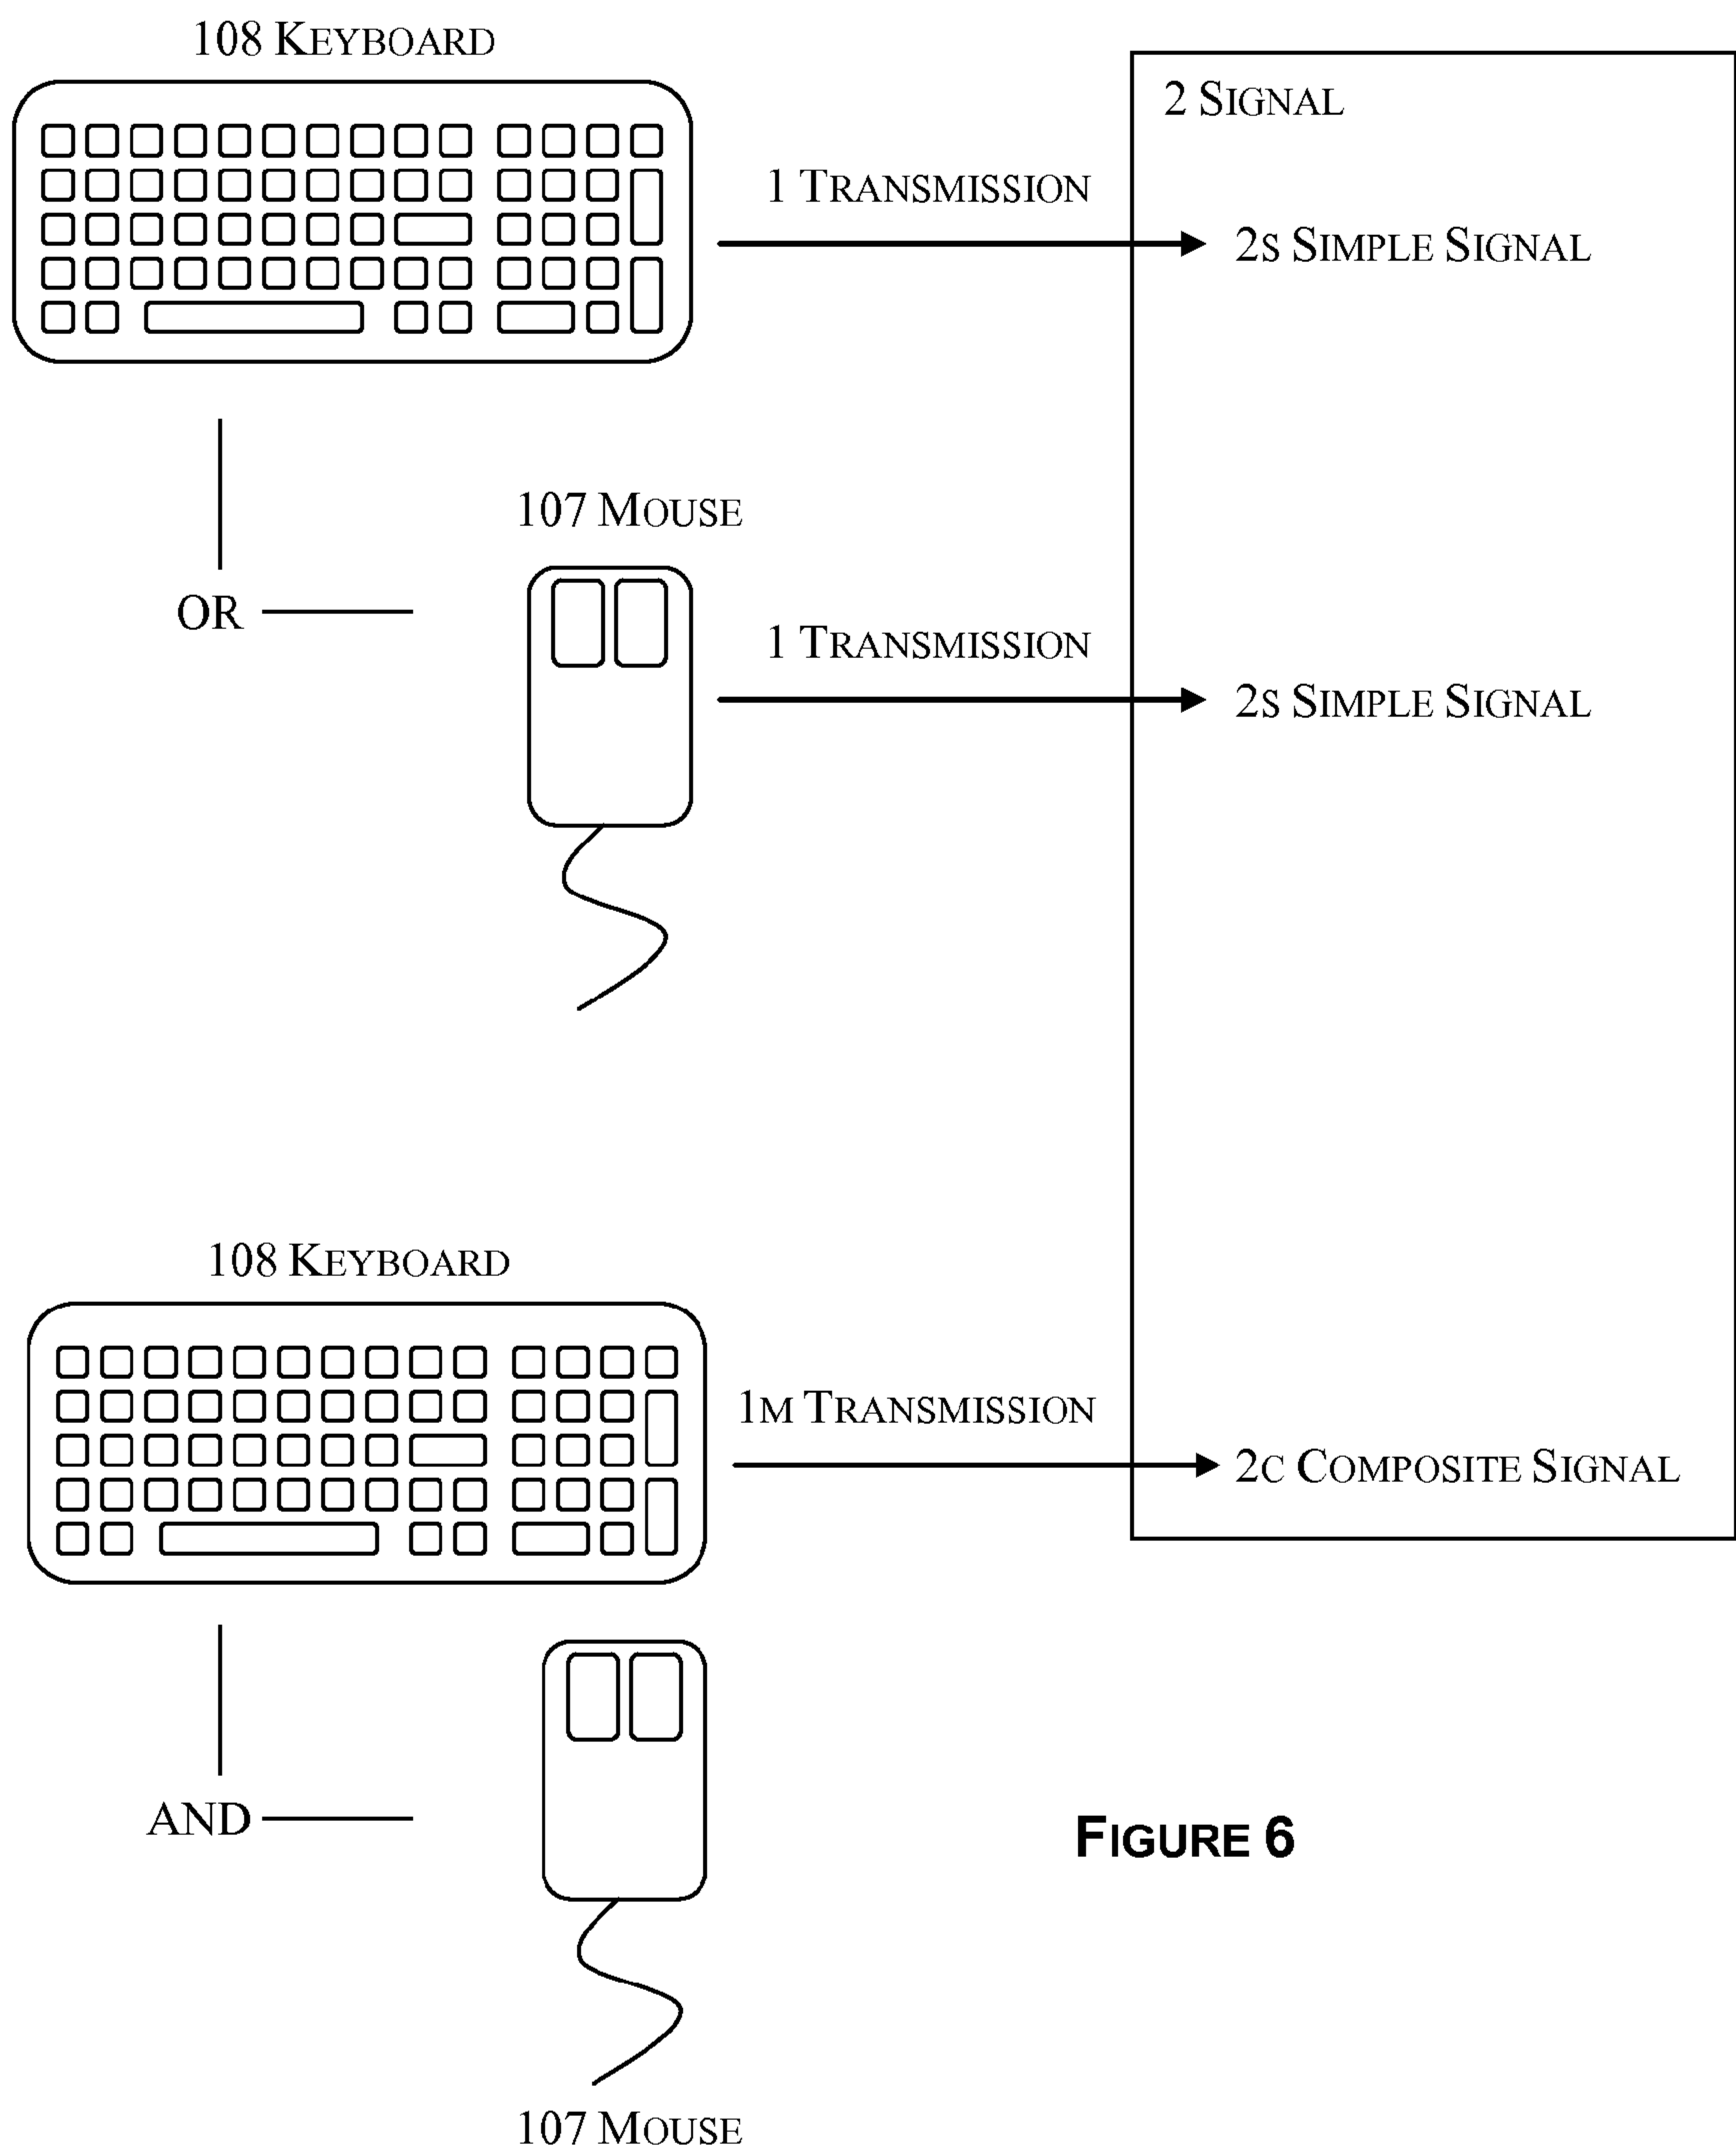 108 KEYBOARD
2 SIGNAL
1 TRANSMISSION
2S SIMPLE SIGNAL
107 MOUSE
OR
1 TRANSMISSION
2S SIMPLE SIGNAL
108 KEYBOARD
1M TRANSMISSION
2C COMPOSITE SIGNAL
AND
FIGURE 6
107 MOUSE